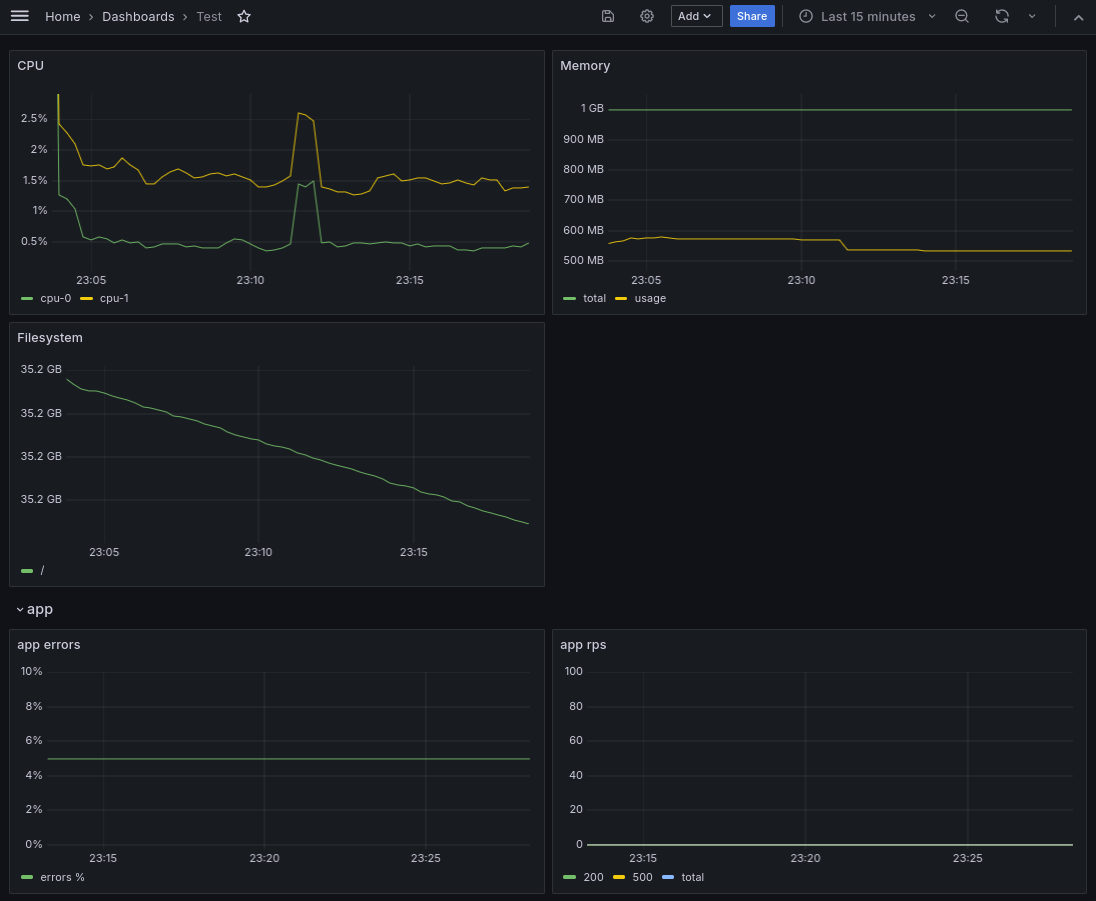 Home › Dashboards › Test Add Share Last 15 minutes
CPU
2.5%
2%
1.5%
1%
0.5%
23:05 23:10 23:15
cpu-0 cpu-1
Memory
1 GB
900 MB
800 MB
700 MB
600 MB
500 MB
23:05 23:10 23:15
total usage
Filesystem
35.2 GB
35.2 GB
35.2 GB
35.2 GB
23:05 23:10 23:15
/
app
app errors
10%
8%
6%
4%
2%
0%
23:15 23:20 23:25
errors %
app rps
100
80
60
40
20
0
23:15 23:20 23:25
200 500 total